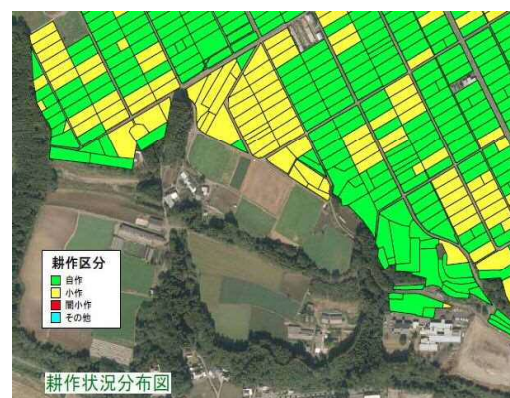 耕作区分
自作
小作
闇小作
その他
耕作状況分布図